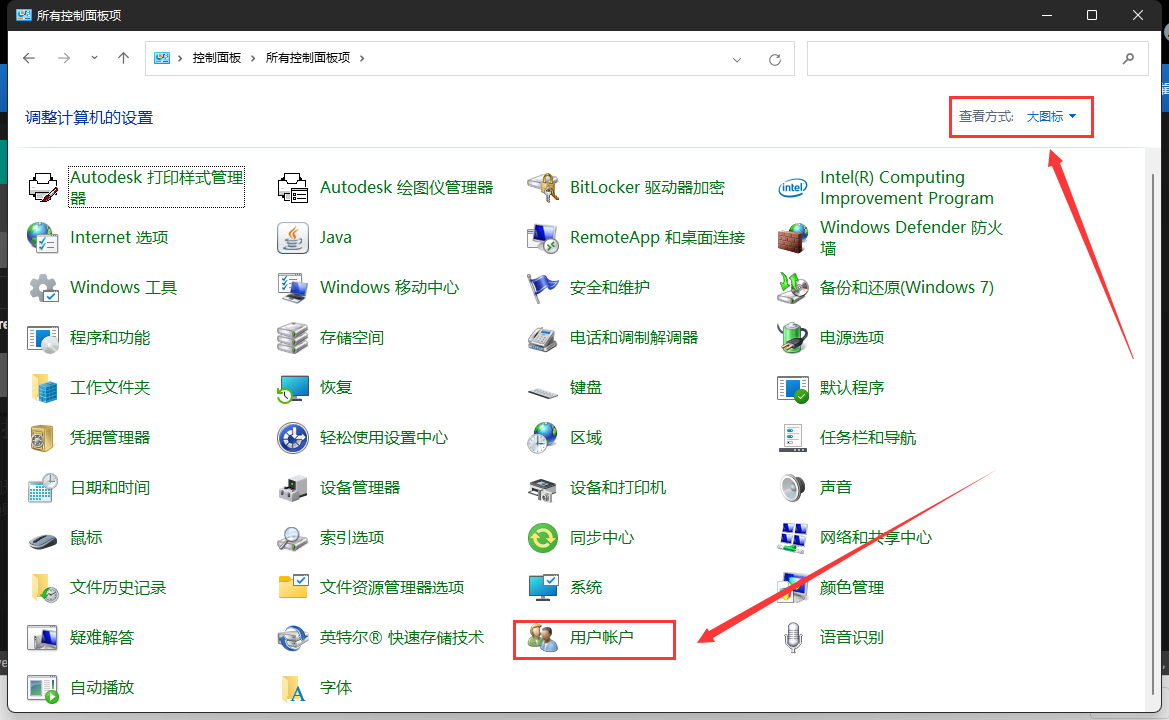 所有控制面板项
控制面板
所有控制面板项
调整计算机的设置
查看方式:
大图标
Autodesk 打印样式管理
器
Autodesk 绘图仪管理器
BitLocker 驱动器加密
intel
Intel(R) Computing
Improvement Program
Internet 选项
Java
RemoteApp 和桌面连接
Windows Defender 防火
墙
Windows 工具
Windows 移动中心
安全和维护
备份和还原(Windows 7)
程序和功能
存储空间
电话和调制解调器
电源选项
工作文件夹
恢复
键盘
默认程序
凭据管理器
轻松使用设置中心
区域
任务栏和导航
日期和时间
设备管理器
设备和打印机
声音
鼠标
索引选项
同步中心
网络和共享中心
文件历史记录
文件资源管理器选项
系统
颜色管理
疑难解答
英特尔® 快速存储技术
用户帐户
语音识别
自动播放
字体